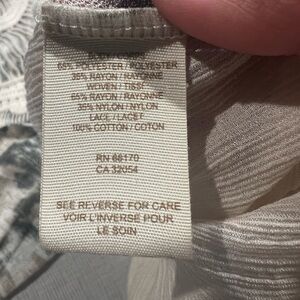 65% POLYESTER / POLYESTER
35% RAYON / RAYONNE
WOVEN / TISSÉ
65% RAYON / RAYONNE
35% NYLON / NYLON
LACE / LACET
100% COTTON / COTON
RN 66170
CA 32054
SEE REVERSE FOR CARE
VOIR L'INVERSE POUR
LE SOIN